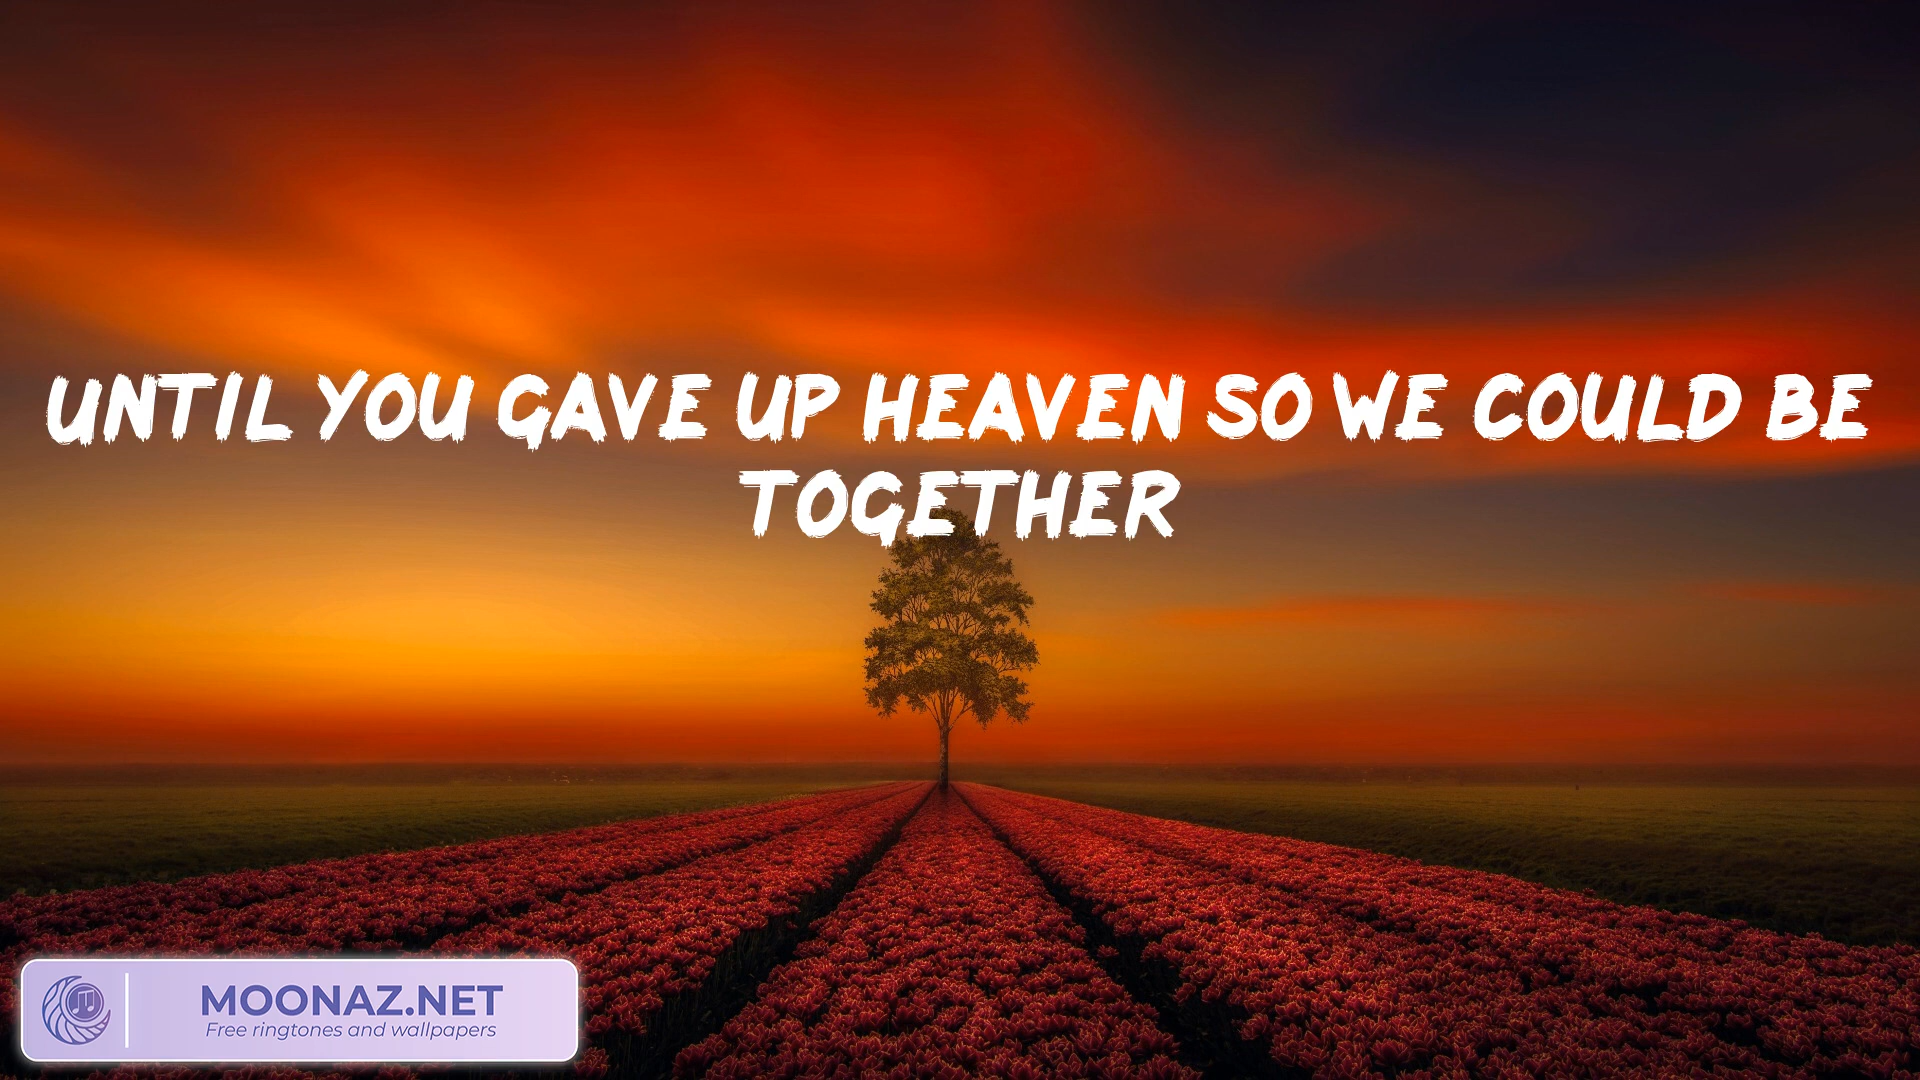 UNTIL YOU GAVE UP HEAVEN SO WE COULD BE
TOGETHER
MOONAZ.NET
Free ringtones and wallpapers